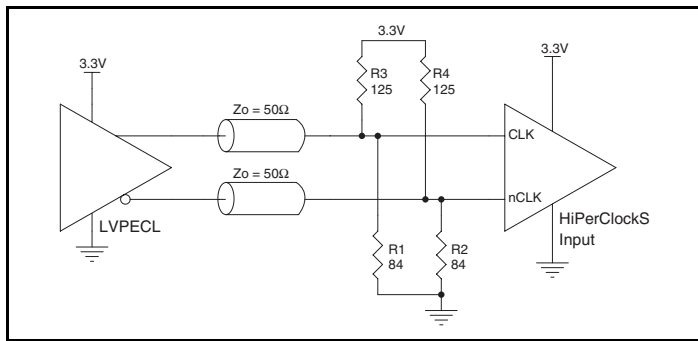 3.3V
3.3V
3.3V
R3
125
R4
125
Zo = 50Ω
CLK
Zo = 50Ω
nCLK
LVPECL
HiPerClockS
Input
R1
84
R2
84